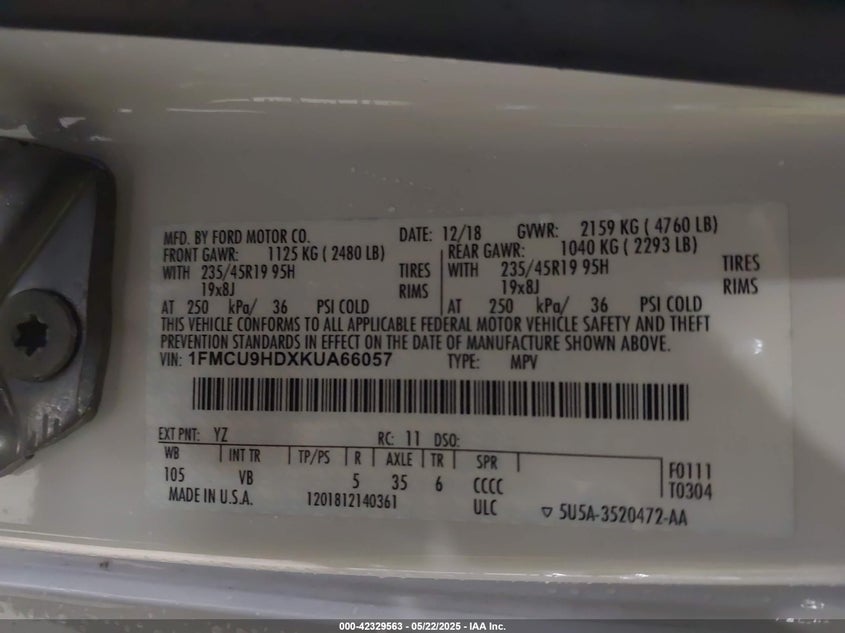 MFD. BY FORD MOTOR CO. DATE: 12/18 GVWR: 2159 KG ( 4760 LB)
FRONT GAWR: 1125 KG ( 2480 LB) REAR GAWR: 1040 KG ( 2293 LB)
WITH 235/45R19 95H TIRES WITH 235/45R19 95H TIRES
19x8J RIMS 19x8J RIMS
AT 250 kPa/ 36 PSI COLD AT 250 kPa/ 36 PSI COLD
THIS VEHICLE CONFORMS TO ALL APPLICABLE FEDERAL MOTOR VEHICLE SAFETY AND THEFT
PREVENTION STANDARDS IN EFFECT ON THE DATE OF MANUFACTURE SHOWN ABOVE.
VIN: 1FMCU9HDXKUA66057 TYPE: MPV
EXT PNT: YZ RC: 11 DSO:
WB INT TR TP/PS R AXLE TR SPR F0111
105 VB 5 35 6 CCCC T0304
MADE IN U.S.A. 1201812140361 ULC ▽ 5U5A-3520472-AA
000-42329563 - 05/22/2025 - IAA Inc.